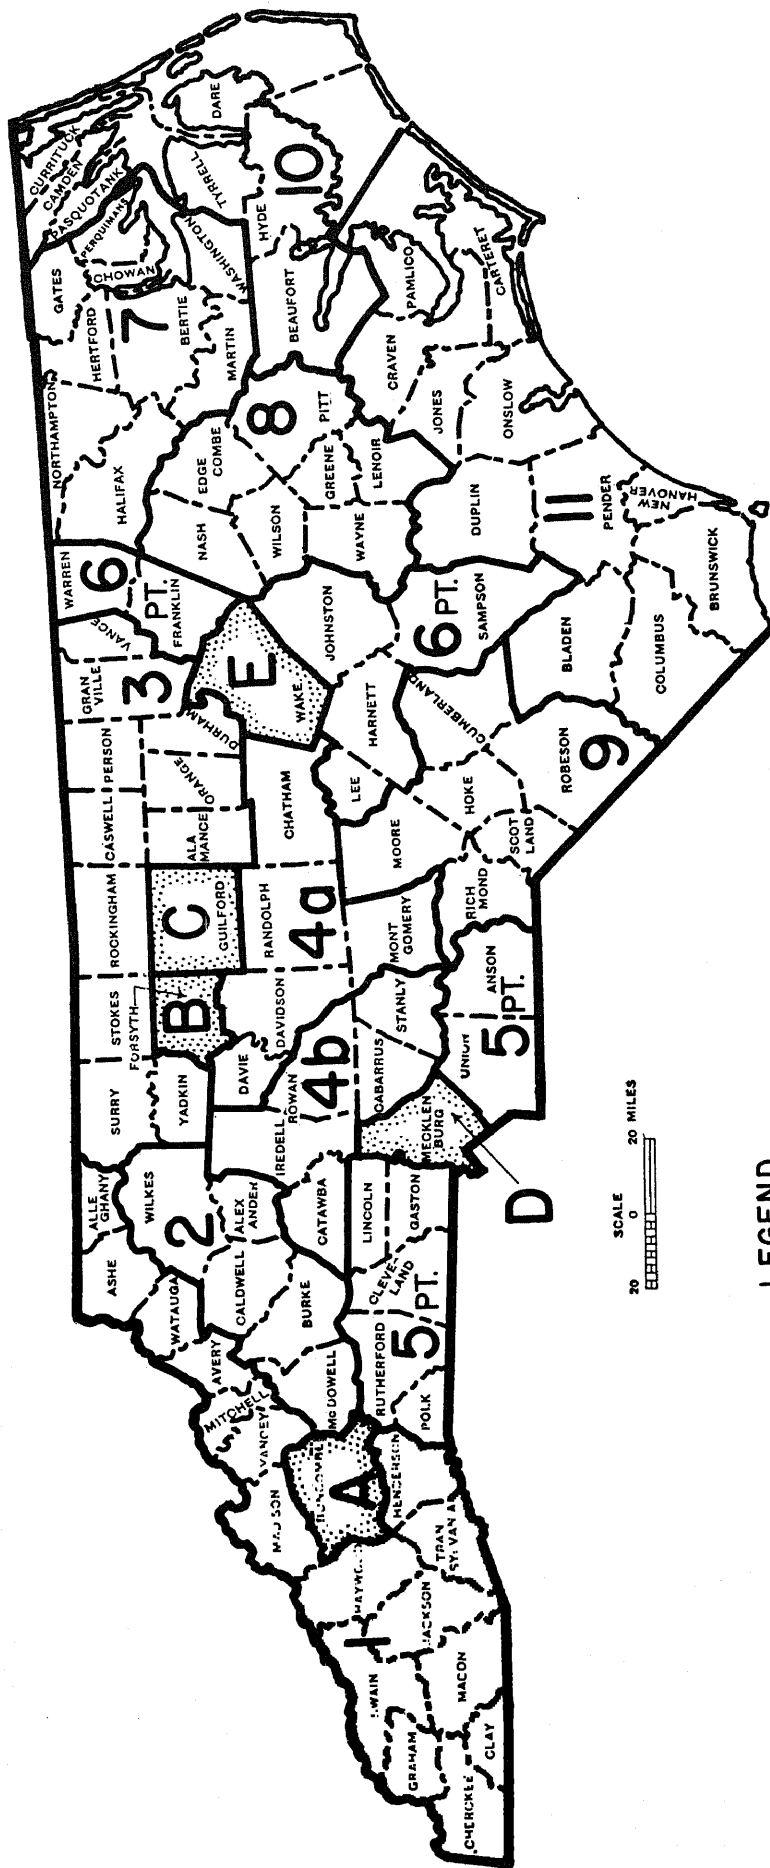 CURRITUCK
CAMDEN
PASQUOTANK
PERQUIMANS
GATES
CHOWAN
HERTFORD
NORTHAMPTON
7
BERTIE
HALIFAX
MARTIN
WASHINGTON
TYRRELL
DARE
HYDE
10
BEAUFORT
WARREN
6
PT.
FRANKLIN
VANCE
GRAN
VILLE
3
PERSON
CASWELL
ROCKINGHAM
STOKES
SURRY
ALLE
GHANY
ASHE
WATAUGA
WILKES
2
YADKIN
FORSYTH
B
C
GUILFORD
ALA
MANCE
ORANGE
DURHAM
E
WAKE
NASH
EDGE
COMBE
8
PITT
WILSON
GREENE
LENOIR
WAYNE
JOHNSTON
CHATHAM
RANDOLPH
4a
DAVIDSON
DAVIE
ROWAN
4b
IREDELL
ALEX
ANDER
CALDWELL
AVERY
MITCHELL
YANCEY
MADISON
BURKE
McDOWELL
CATAWBA
LINCOLN
GASTON
CLEVE
LAND
RUTHERFORD
5 PT.
POLK
BUNCOMBE
A
HENDERSON
TRAN
SYLVANIA
HAYWOOD
1
JACKSON
SWAIN
MACON
GRAHAM
CLAY
CHEROKEE
MECKLEN
BURG
D
CABARRUS
STANLY
UNION
5 PT.
ANSON
MONT
GOMERY
RICH
MOND
MOORE
LEE
HARNETT
HOKE
SCOT
LAND
CUMBERLAND
6 PT.
SAMPSON
ROBESON
9
BLADEN
COLUMBUS
BRUNSWICK
NEW
HANOVER
PENDER
11
DUPLIN
ONSLOW
JONES
CRAVEN
PAMLICO
CARTERET
SCALE
20 0 20 MILES
LEGEND